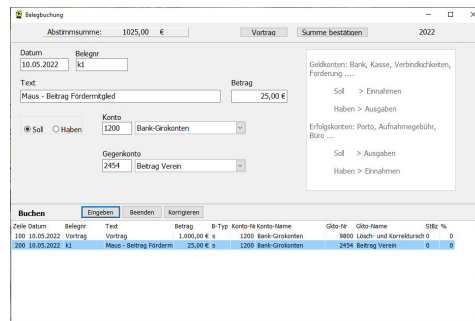 Belegbuchung
Abstimmsumme: 1025,00 €
Vortrag
Summe bestätigen
2022
Datum Belegnr
10.05.2022 k1
Text Betrag
Maus - Beitrag Fördermitglied 25,00 €
Soll Haben
Konto
1200 Bank-Girokonten
Gegenkonto
2454 Beitrag Verein
Geldkonten: Bank, Kasse, Verbindlichkeiten,
Forderung ....
Soll > Einnahmen
Haben > Ausgaben
Erfolgskonten: Porto, Aufnahmegebühr,
Büro ...
Soll > Ausgaben
Haben > Einnahmen
Buchen Eingeben Beenden Korrigieren
Zeile Datum Belegnr Text Betrag B-Typ Konto-Nr Konto-Name Gkto-Nr Gkto-Name StBz %
100 10.05.2022 Vortrag Vortrag 1.000,00 € s 1200 Bank-Girokonten 9800 Lösch- und Korrektursch 0 0
200 10.05.2022 k1 Maus - Beitrag Förderm 25,00 € s 1200 Bank-Girokonten 2454 Beitrag Verein 0 0